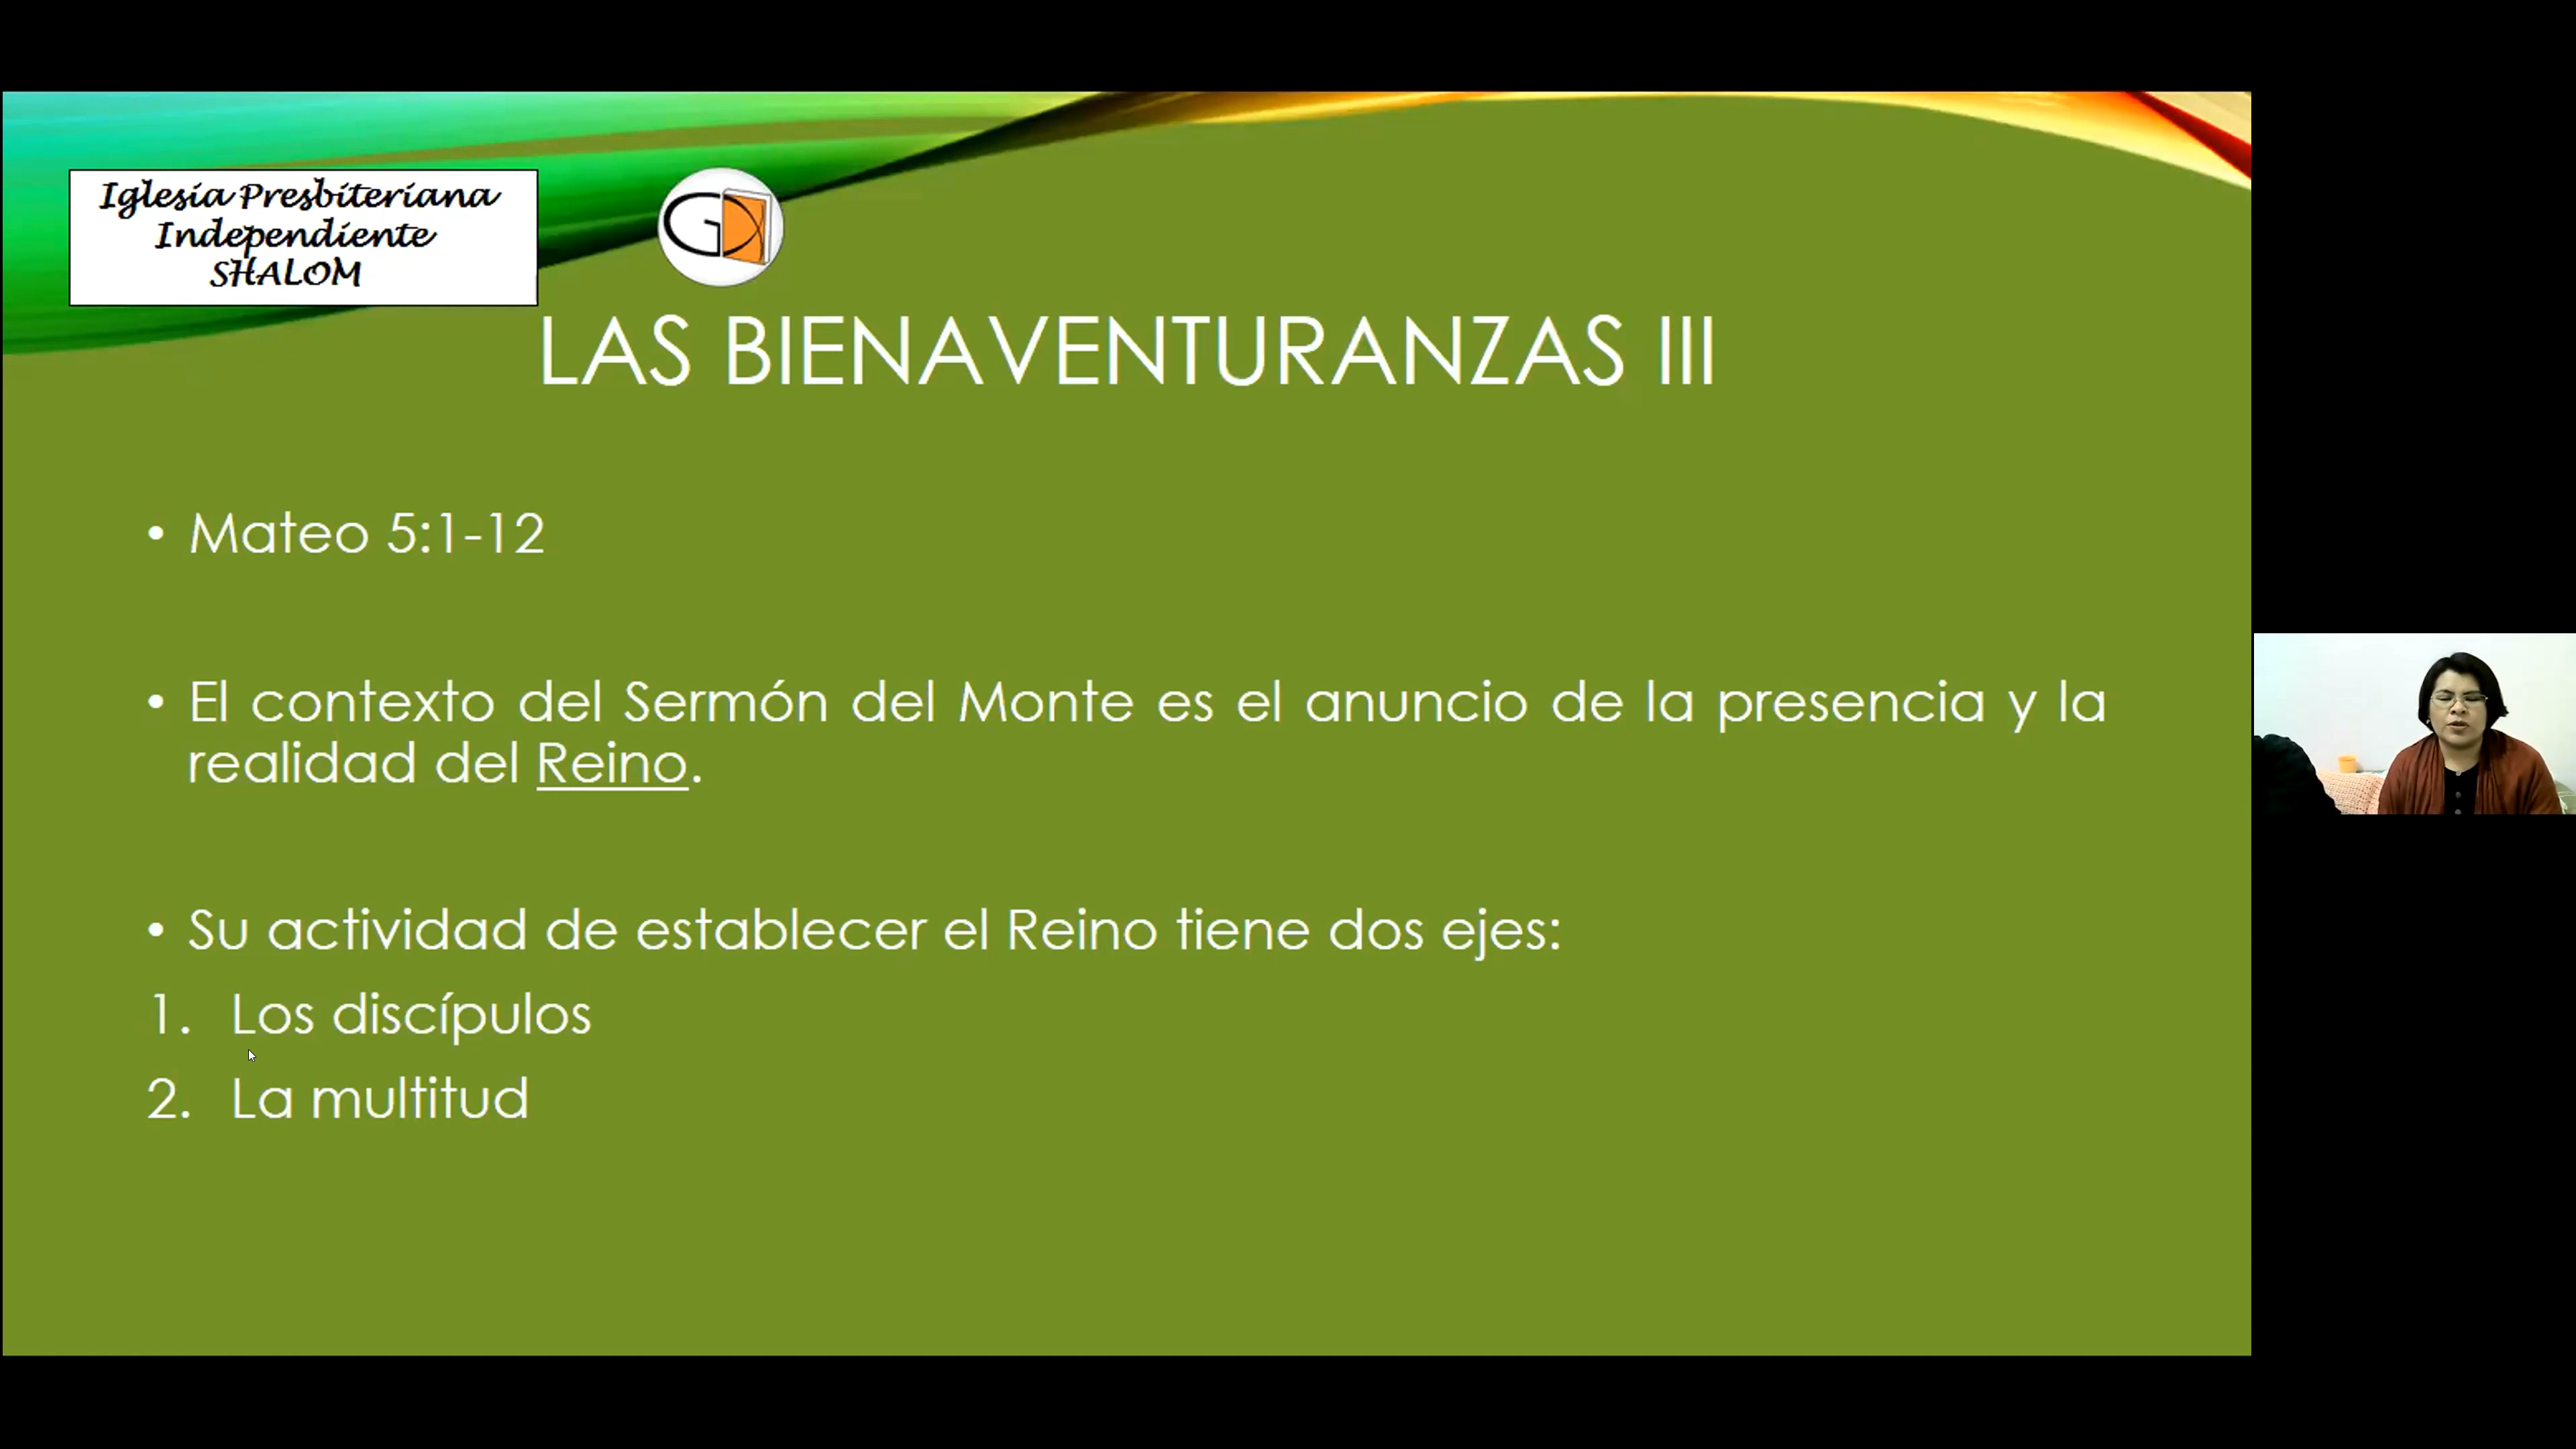 Iglesia Presbiteriana
Independiente
SHALOM
GD
LAS BIENAVENTURANZAS III
• Mateo 5:1-12
• El contexto del Sermón del Monte es el anuncio de la presencia y la
realidad del Reino.
• Su actividad de establecer el Reino tiene dos ejes:
1. Los discípulos
2. La multitud